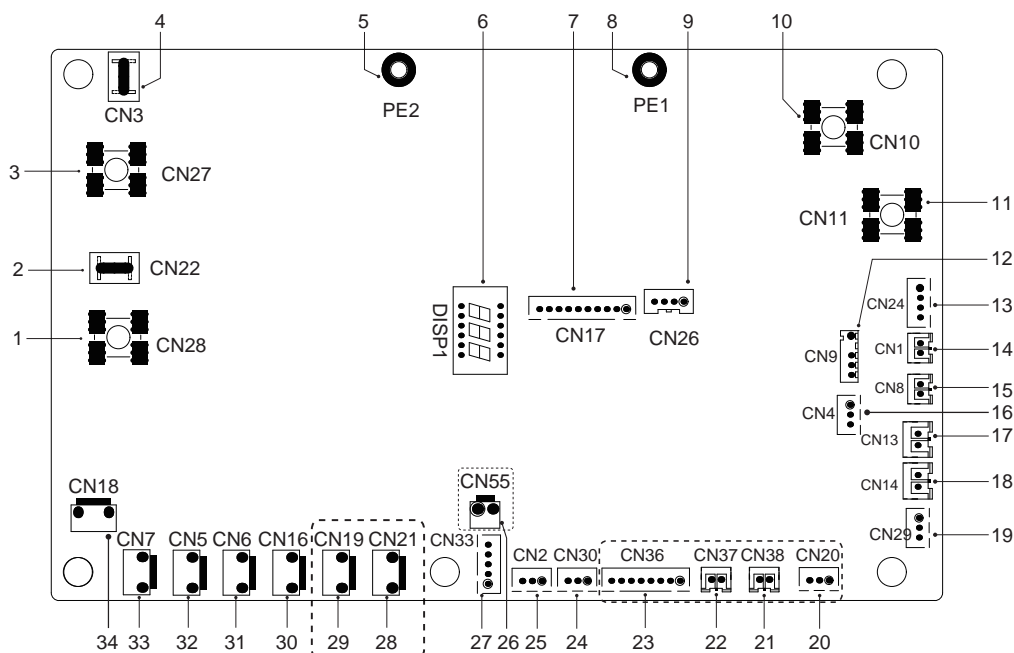 4 5 6 7 8 9 10
CN3 PE2 PE1
CN10
3 CN27
CN11 11
12
2 CN22
CN24 13
DISP1
CN17 CN26
1 CN28
CN9 CN1 14
CN8 15
CN4 16
CN13 17
CN14 18
CN18 CN55
CN29 19
CN7 CN5 CN6 CN16 CN19 CN21 CN33 CN2 CN30 CN36 CN37 CN38 CN20
34 33 32 31 30 29 28 27 26 25 24 23 22 21 20